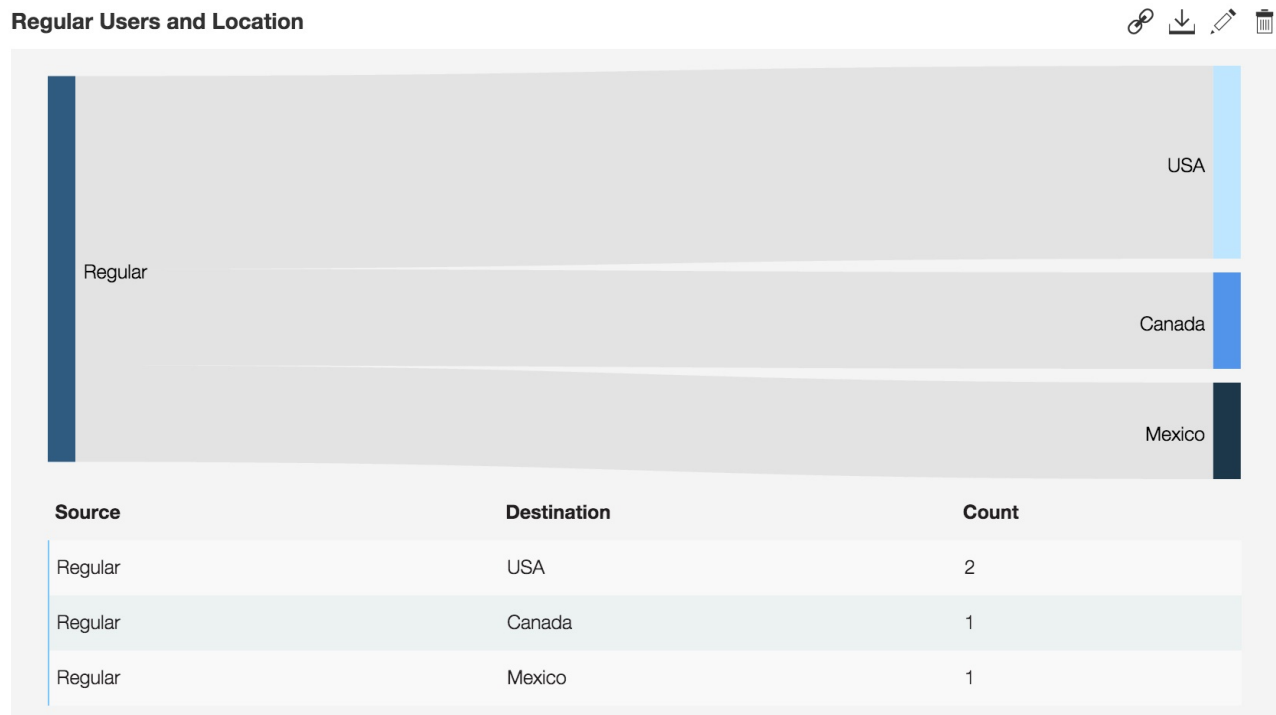 Regular Users and Location
USA
Regular
Canada
Mexico
Source Destination Count
Regular USA 2
Regular Canada 1
Regular Mexico 1